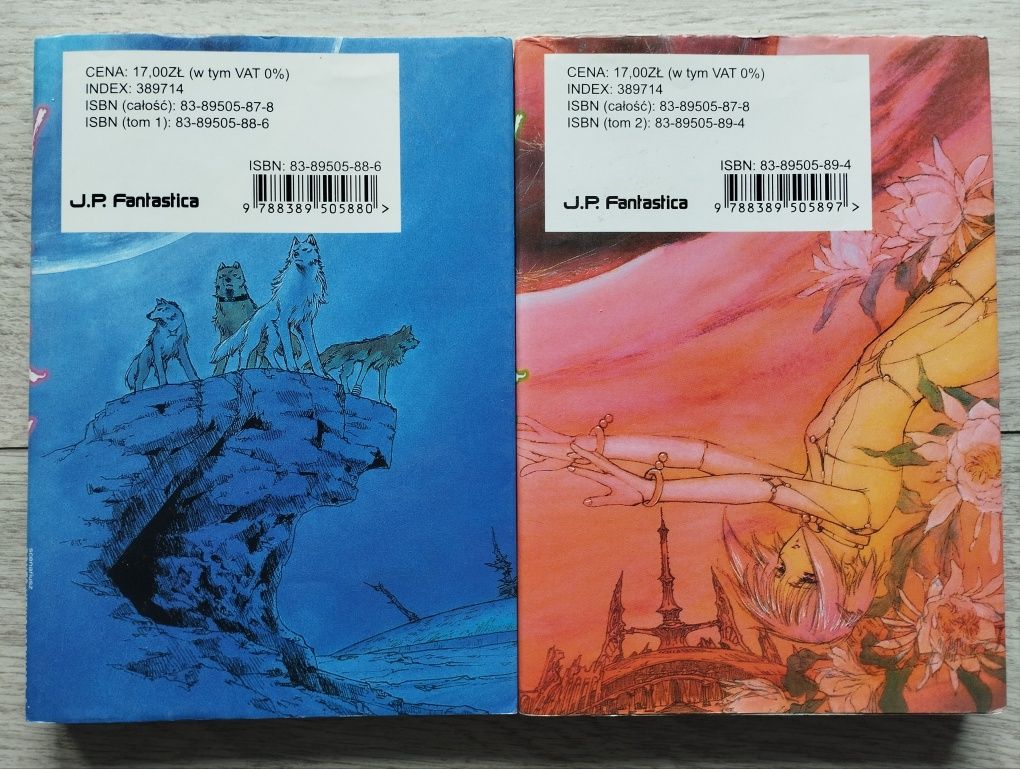 CENA: 17,00ZŁ (w tym VAT 0%)
INDEX: 389714
ISBN (całość): 83-89505-87-8
ISBN (tom 1): 83-89505-88-6
ISBN: 83-89505-88-6
J.P. Fantastica
9 788389 505880 >
scenariusz
CENA: 17,00ZŁ (w tym VAT 0%)
INDEX: 389714
ISBN (całość): 83-89505-87-8
ISBN (tom 2): 83-89505-89-4
ISBN: 83-89505-89-4
J.P. Fantastica
9 788389 505897 >